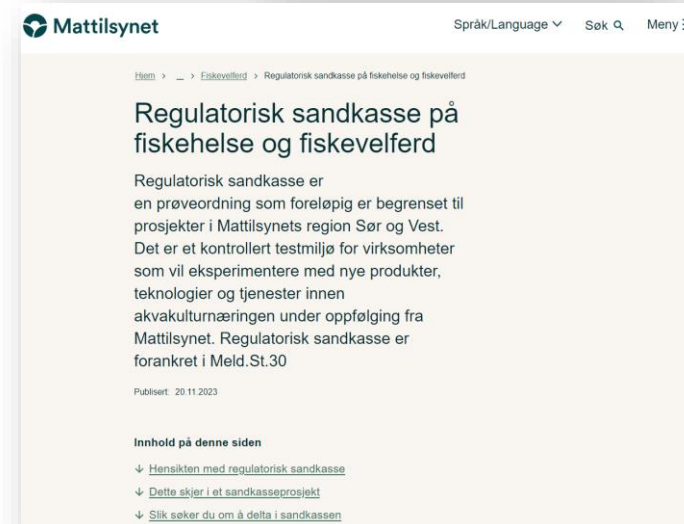 Mattilsynet
Språk/Language
Søk
Meny
Hjem > ... > Fiskevelferd > Regulatorisk sandkasse på fiskehelse og fiskevelferd
Regulatorisk sandkasse på
fiskehelse og fiskevelferd
Regulatorisk sandkasse er
en prøveordning som foreløpig er begrenset til
prosjekter i Mattilsynets region Sør og Vest.
Det er et kontrollert testmiljø for virksomheter
som vil eksperimentere med nye produkter,
teknologier og tjenester innen
akvakulturnæringen under oppfølging fra
Mattilsynet. Regulatorisk sandkasse er
forankret i Meld.St.30
Publisert: 20.11.2023
Innhold på denne siden
↓ Hensikten med regulatorisk sandkasse
↓ Dette skjer i et sandkasseprosjekt
↓ Slik søker du om å delta i sandkassen